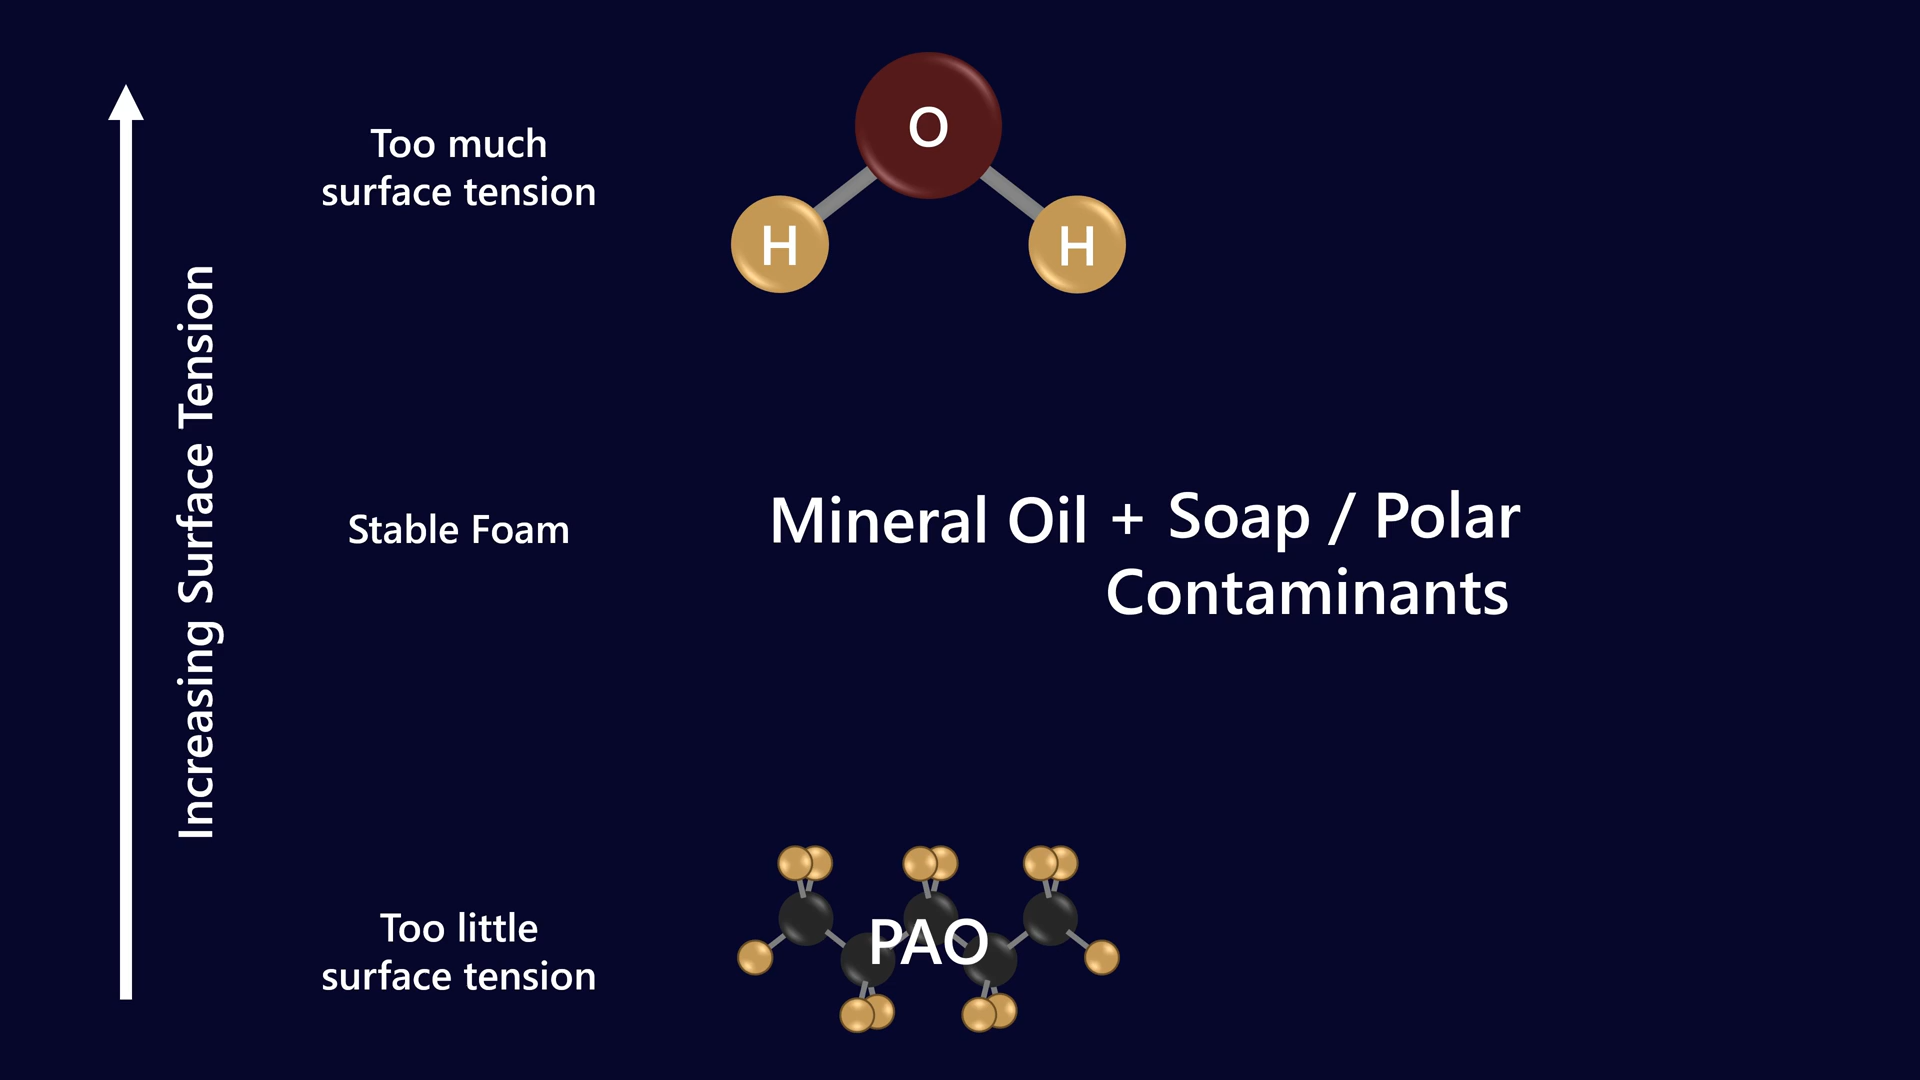 Increasing Surface Tension
Too much
surface tension
O
H
H
Stable Foam
Mineral Oil + Soap / Polar
Contaminants
Too little
surface tension
PAO